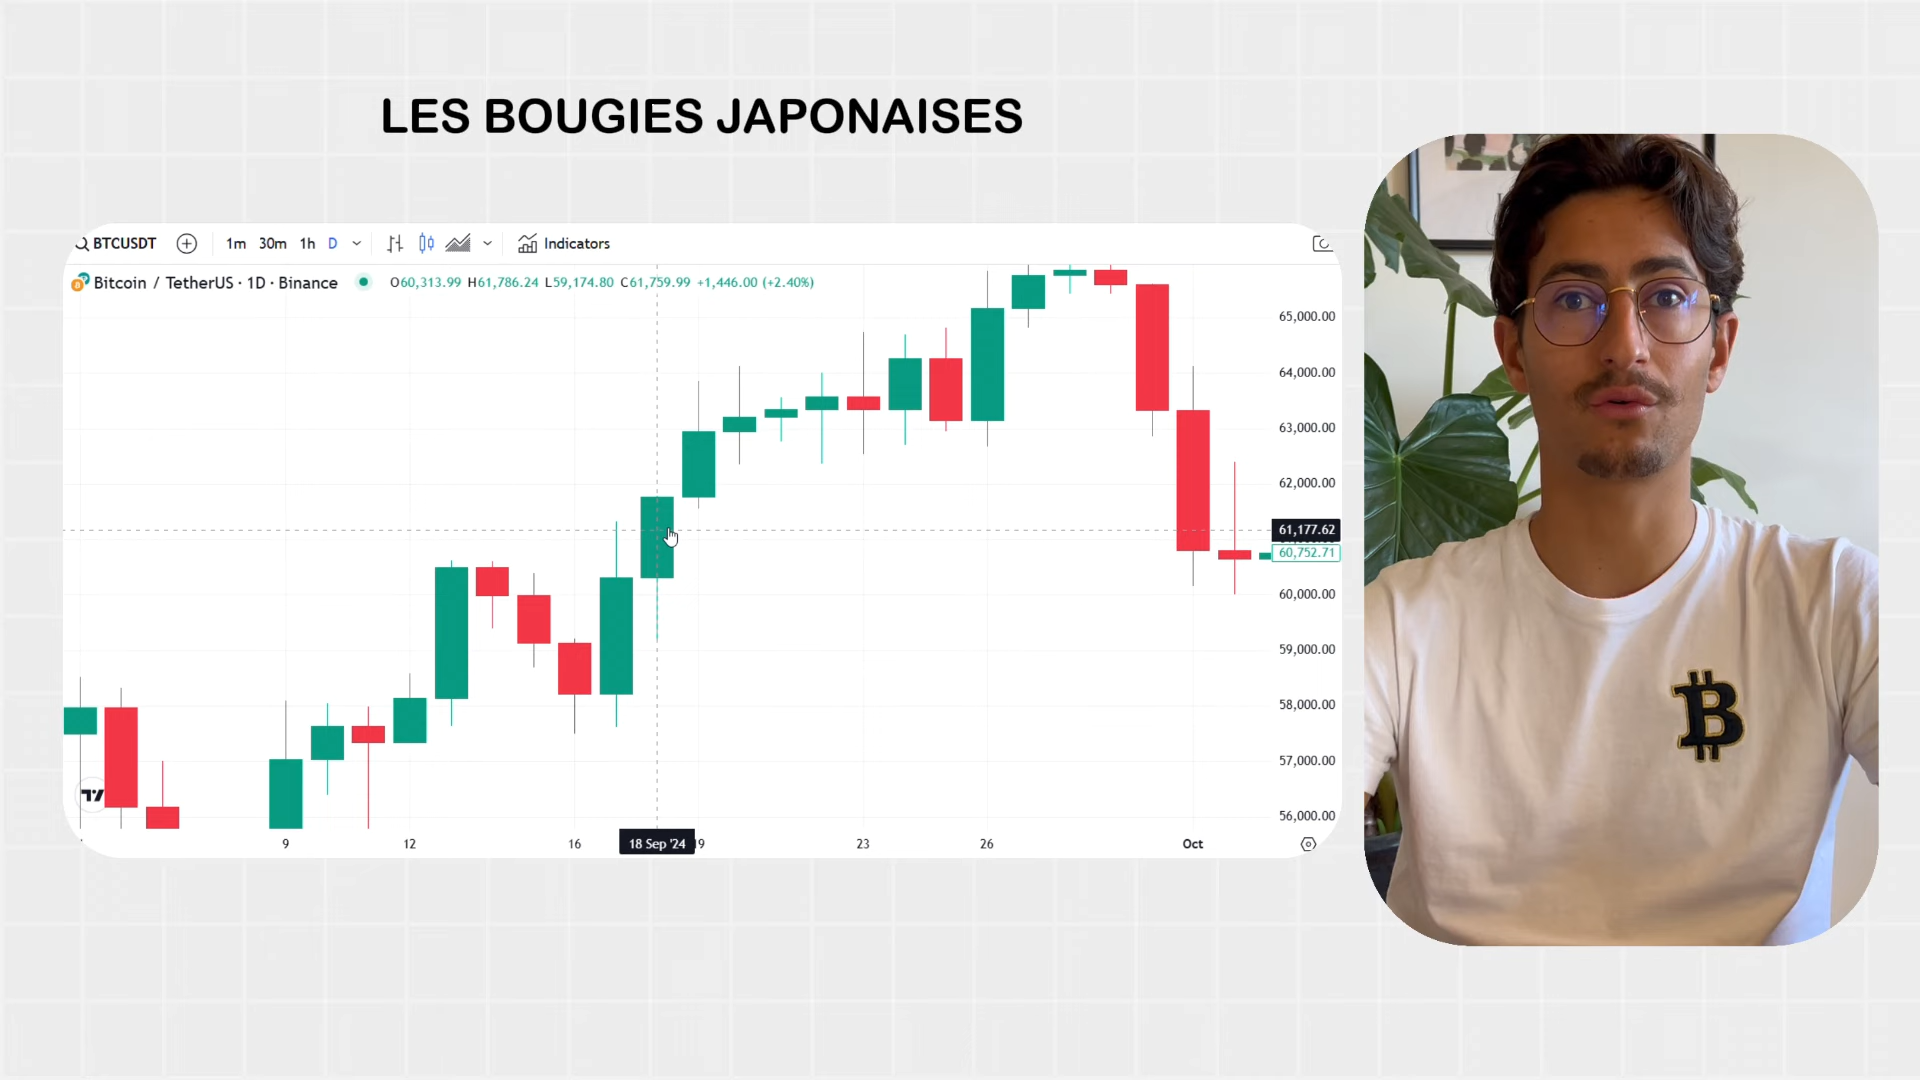 LES BOUGIES JAPONAISES
BTCUSDT 1m 30m 1h D Indicators
Bitcoin / TetherUS · 1D · Binance O60,313.99 H61,786.24 L59,174.80 C61,759.99 +1,446.00 (+2.40%)
65,000.00
64,000.00
63,000.00
62,000.00
61,177.62
60,752.71
60,000.00
59,000.00
58,000.00
57,000.00
56,000.00
9 12 16 18 Sep '24 23 26 Oct